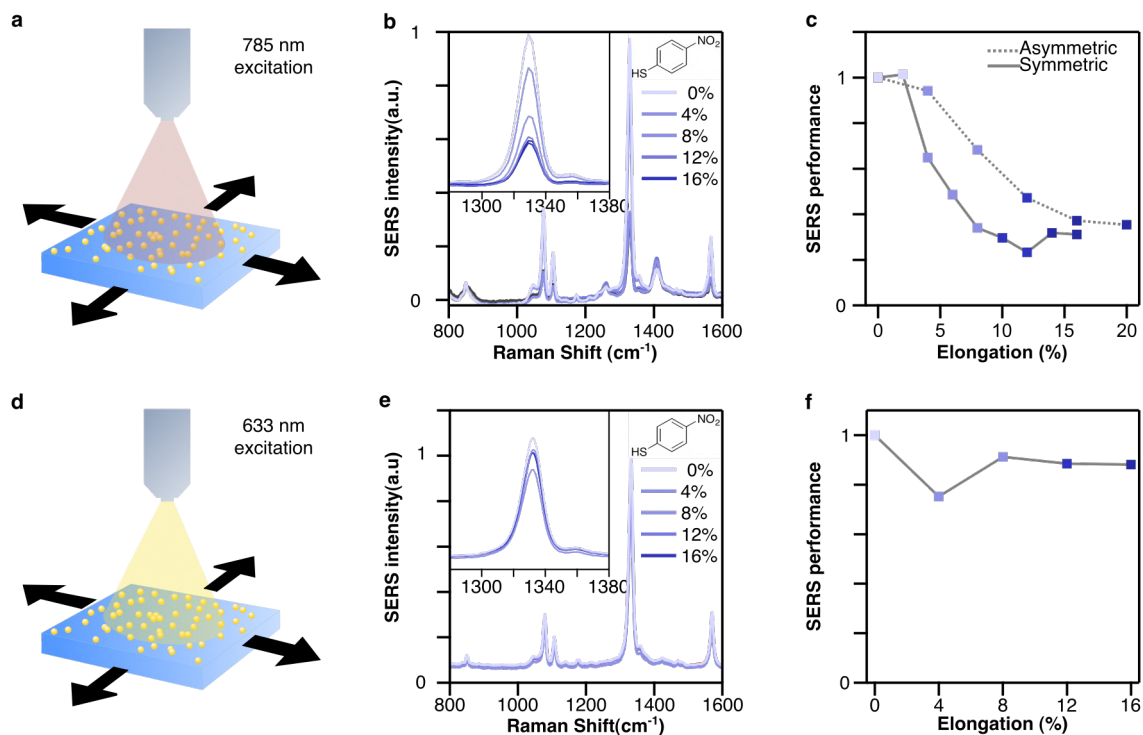 a
785 nm
excitation
b
SERS intensity(a.u.)
1
0
800 1000 1200 1400 1600
Raman Shift (cm⁻¹)
1300 1340 1380
NO₂
HS
0%
4%
8%
12%
16%
c
SERS performance
1
0
0 5 10 15 20
Elongation (%)
Asymmetric
Symmetric
d
633 nm
excitation
e
SERS intensity(a.u)
1
0
800 1000 1200 1400 1600
Raman Shift(cm⁻¹)
1300 1340 1380
NO₂
HS
0%
4%
8%
12%
16%
f
SERS performance
1
1
0 4 8 12 16
Elongation (%)